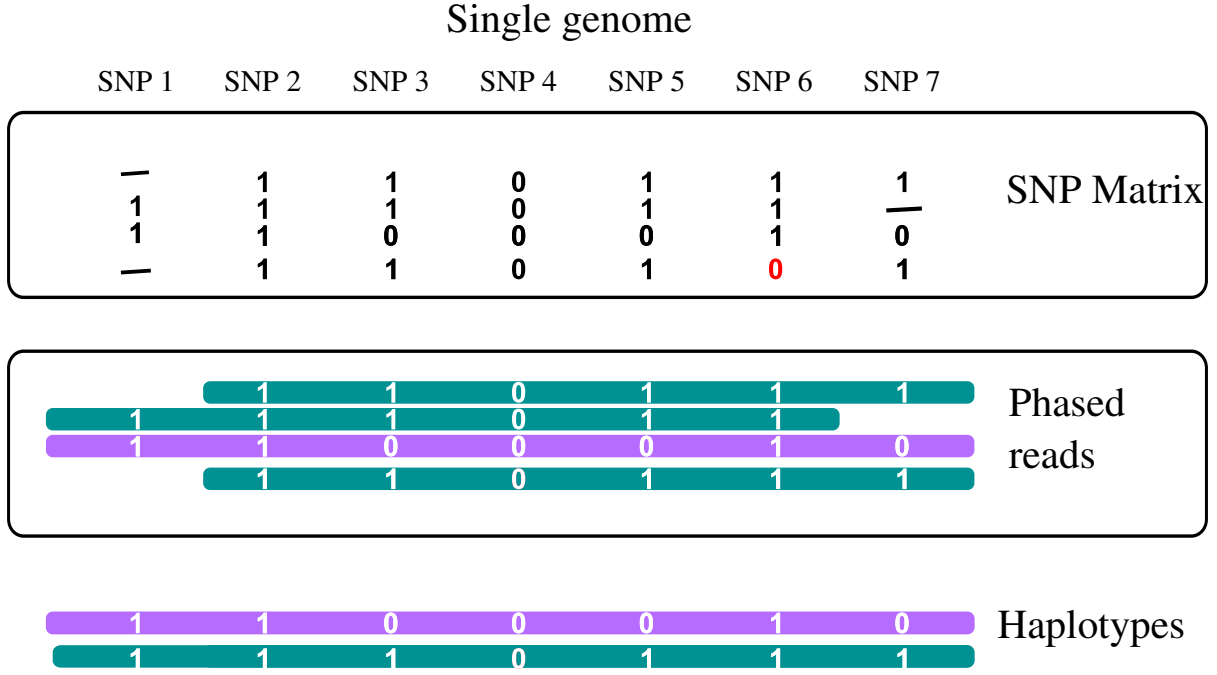 Single genome
SNP 1 SNP 2 SNP 3 SNP 4 SNP 5 SNP 6 SNP 7
— 1 1 0 1 1 1
SNP Matrix
1 1 1 0 1 1 —
1 1 0 0 0 1 0
— 1 1 0 1 0 1
1 1 0 1 1 1
Phased
1 1 1 0 1 1
1 1 0 0 0 1 0
reads
1 1 0 1 1 1
1 1 0 0 0 1 0
Haplotypes
1 1 1 0 1 1 1